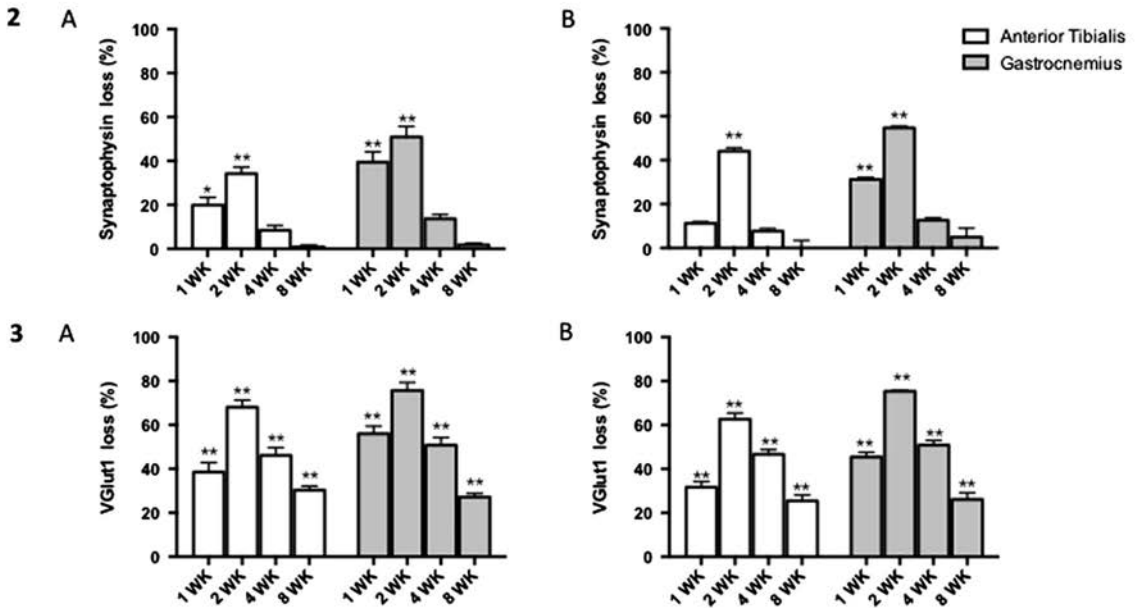 2 A
Synaptophysin loss (%)
100
80
60
40
20
0
*
**
**
**
1 WK
2 WK
4 WK
8 WK
1 WK
2 WK
4 WK
8 WK
B
Synaptophysin loss (%)
100
80
60
40
20
0
**
**
**
1 WK
2 WK
4 WK
8 WK
1 WK
2 WK
4 WK
8 WK
Anterior Tibialis
Gastrocnemius
3 A
VGlut1 loss (%)
100
80
60
40
20
0
**
**
**
**
**
**
**
**
1 WK
2 WK
4 WK
8 WK
1 WK
2 WK
4 WK
8 WK
B
VGlut1 loss (%)
100
80
60
40
20
0
**
**
**
**
**
**
**
**
1 WK
2 WK
4 WK
8 WK
1 WK
2 WK
4 WK
8 WK